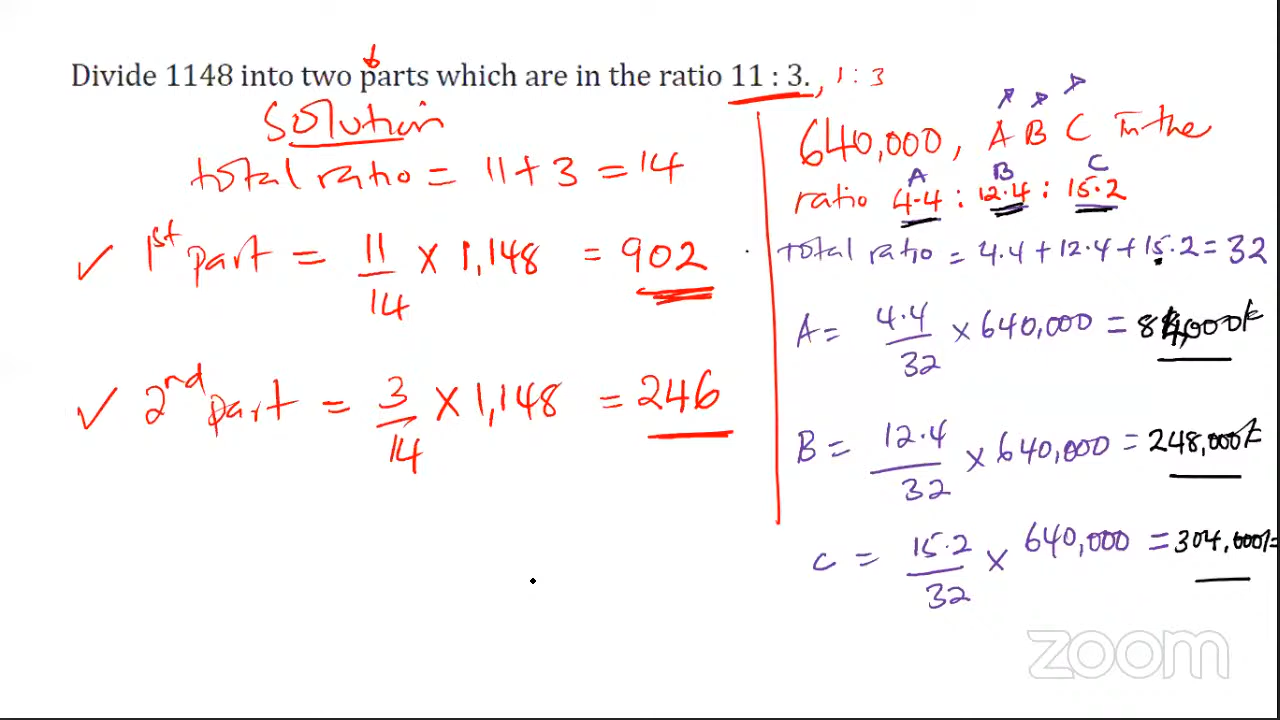 Divide 1148 into two parts which are in the ratio 11 : 3. , 1 : 3
Solution
total ratio = 11 + 3 = 14
1st part = 11/14 × 1,148 = 902
2nd part = 3/14 × 1,148 = 246
640,000, A B C in the
A B C
ratio 4.4 : 12.4 : 15.2
total ratio = 4.4 + 12.4 + 15.2 = 32
A = 4.4/32 × 640,000 =
B = 12.4/32 × 640,000 = 248,000/=
C = 15.2/32 × 640,000 = 304,000/=
zoom